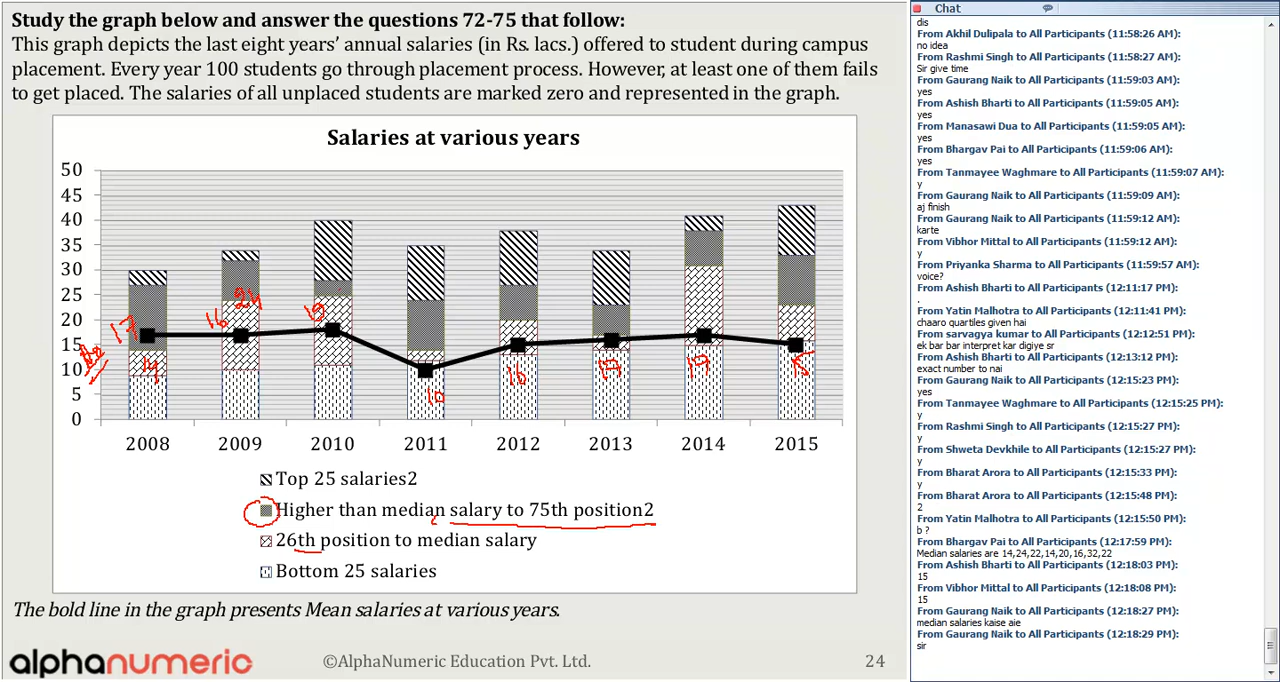 Study the graph below and answer the questions 72-75 that follow:
This graph depicts the last eight years’ annual salaries (in Rs. lacs.) offered to student during campus
placement. Every year 100 students go through placement process. However, at least one of them fails
to get placed. The salaries of all unplaced students are marked zero and represented in the graph.
Salaries at various years
50
45
40
35
30
25
20
15
10
5
0
17
16
24
19
14
10
16
17
17
15
2008 2009 2010 2011 2012 2013 2014 2015
Top 25 salaries2
Higher than median salary to 75th position2
26th position to median salary
Bottom 25 salaries
The bold line in the graph presents Mean salaries at various years.
alphanumeric
©AlphaNumeric Education Pvt. Ltd.
24
Chat
dis
From Akhil Dulipala to All Participants (11:58:26 AM):
no idea
From Rashmi Singh to All Participants (11:58:27 AM):
Sir give time
From Gaurang Naik to All Participants (11:59:03 AM):
yes
From Ashish Bharti to All Participants (11:59:05 AM):
yes
From Manasawi Dua to All Participants (11:59:05 AM):
yes
From Bhargav Pai to All Participants (11:59:06 AM):
yes
From Tanmayee Waghmare to All Participants (11:59:07 AM):
y
From Gaurang Naik to All Participants (11:59:09 AM):
aj finish
From Gaurang Naik to All Participants (11:59:12 AM):
karte
From Vibhor Mittal to All Participants (11:59:12 AM):
y
From Priyanka Sharma to All Participants (11:59:57 AM):
voice?
From Ashish Bharti to All Participants (12:11:17 PM):
.
From Yatin Malhotra to All Participants (12:11:41 PM):
chaaro quartiles given hai
From sarvagya kumar to All Participants (12:12:51 PM):
ek bar bar interpret kar digiye sr
From Ashish Bharti to All Participants (12:13:12 PM):
exact number to nai
From Gaurang Naik to All Participants (12:15:23 PM):
yes
From Tanmayee Waghmare to All Participants (12:15:25 PM):
y
From Rashmi Singh to All Participants (12:15:27 PM):
y
From Shweta Devkhile to All Participants (12:15:27 PM):
y
From Bharat Arora to All Participants (12:15:33 PM):
y
From Bharat Arora to All Participants (12:15:48 PM):
2
From Yatin Malhotra to All Participants (12:15:50 PM):
b ?
From Bhargav Pai to All Participants (12:17:59 PM):
Median salaries are 14,24,22,14,20,16,32,22
From Ashish Bharti to All Participants (12:18:03 PM):
15
From Vibhor Mittal to All Participants (12:18:08 PM):
15
From Gaurang Naik to All Participants (12:18:27 PM):
median salaries kaise aie
From Gaurang Naik to All Participants (12:18:29 PM):
sir